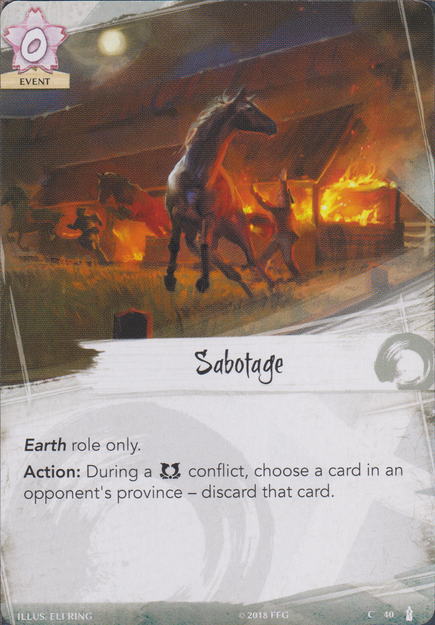 0
EVENT
Sabotage
Earth role only.
Action: During a conflict, choose a card in an
opponent's province – discard that card.
ILLUS. ELI RING
© 2018 FFG
C 40